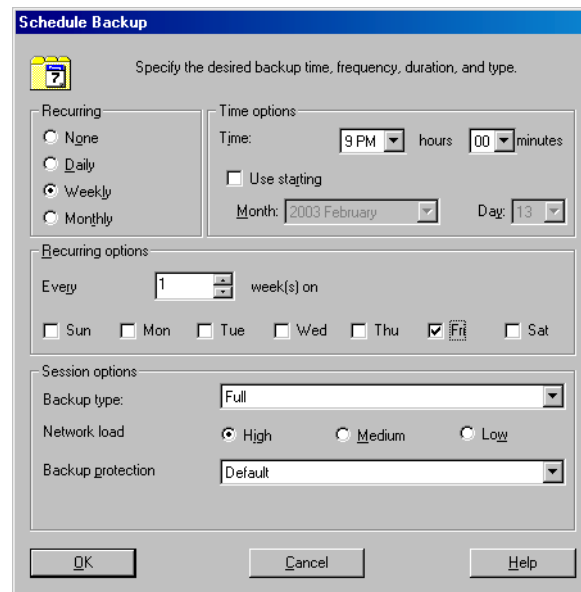 Schedule Backup
7
Specify the desired backup time, frequency, duration, and type.
Recurring
None
Daily
Weekly
Monthly
Time options
Time: 9 PM hours 00 minutes
Use starting
Month: 2003 February Day: 13
Recurring options
Every 1 week(s) on
Sun Mon Tue Wed Thu Fri Sat
Session options
Backup type: Full
Network load High Medium Low
Backup protection Default
OK Cancel Help